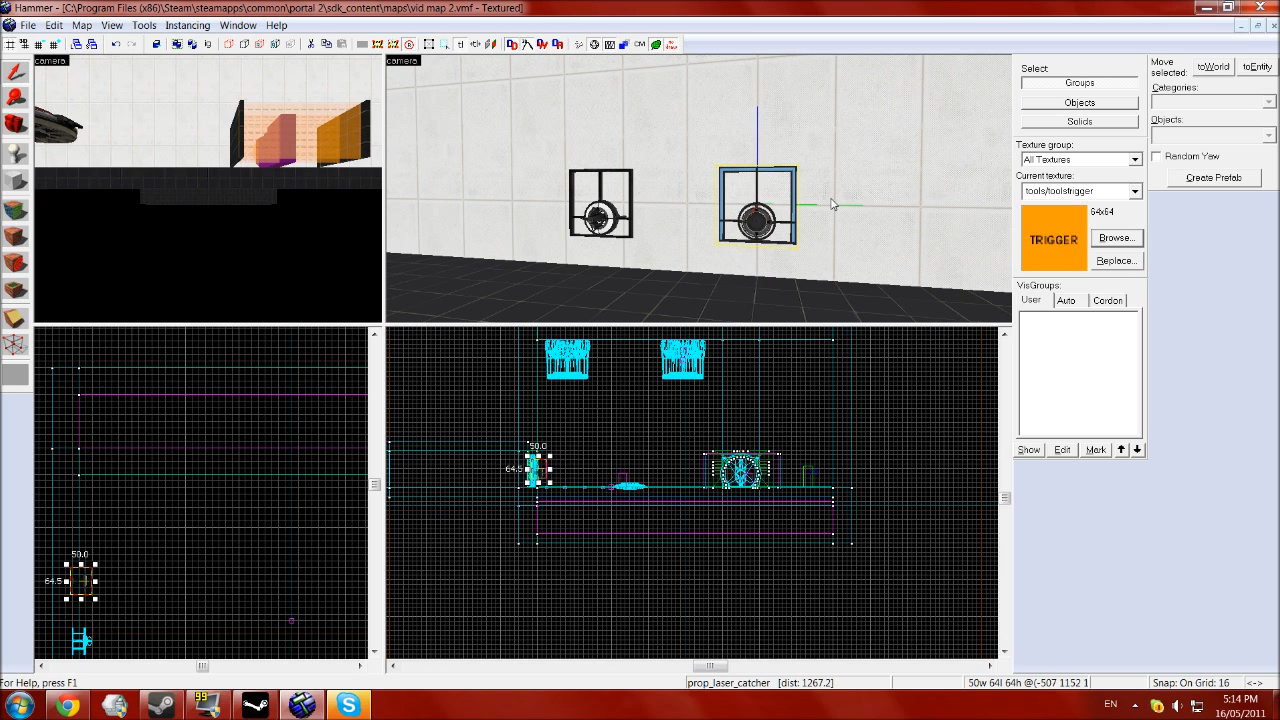 Hammer - [C:\Program Files (x86)\Steam\steamapps\common\portal 2\sdk_content\maps\vid map 2.vmf - Textured]
File Edit Map View Tools Instancing Window Help
camera
camera
Select:
Groups
Objects
Solids
Texture group:
All Textures
Current texture:
tools/toolstrigger
64x64
TRIGGER
Browse...
Replace...
VisGroups:
User Auto Cordon
Show Edit Mark
Move selected:
toWorld toEntity
Categories:
Objects:
Random Yaw
Create Prefab
50.0
64.5
50.0
64.5
For Help, press F1
prop_laser_catcher [dist: 1267.2]
50w 64l 64h @(-507 1152 1
Snap: On Grid: 16
<->
99
EN
5:14 PM
16/05/2011